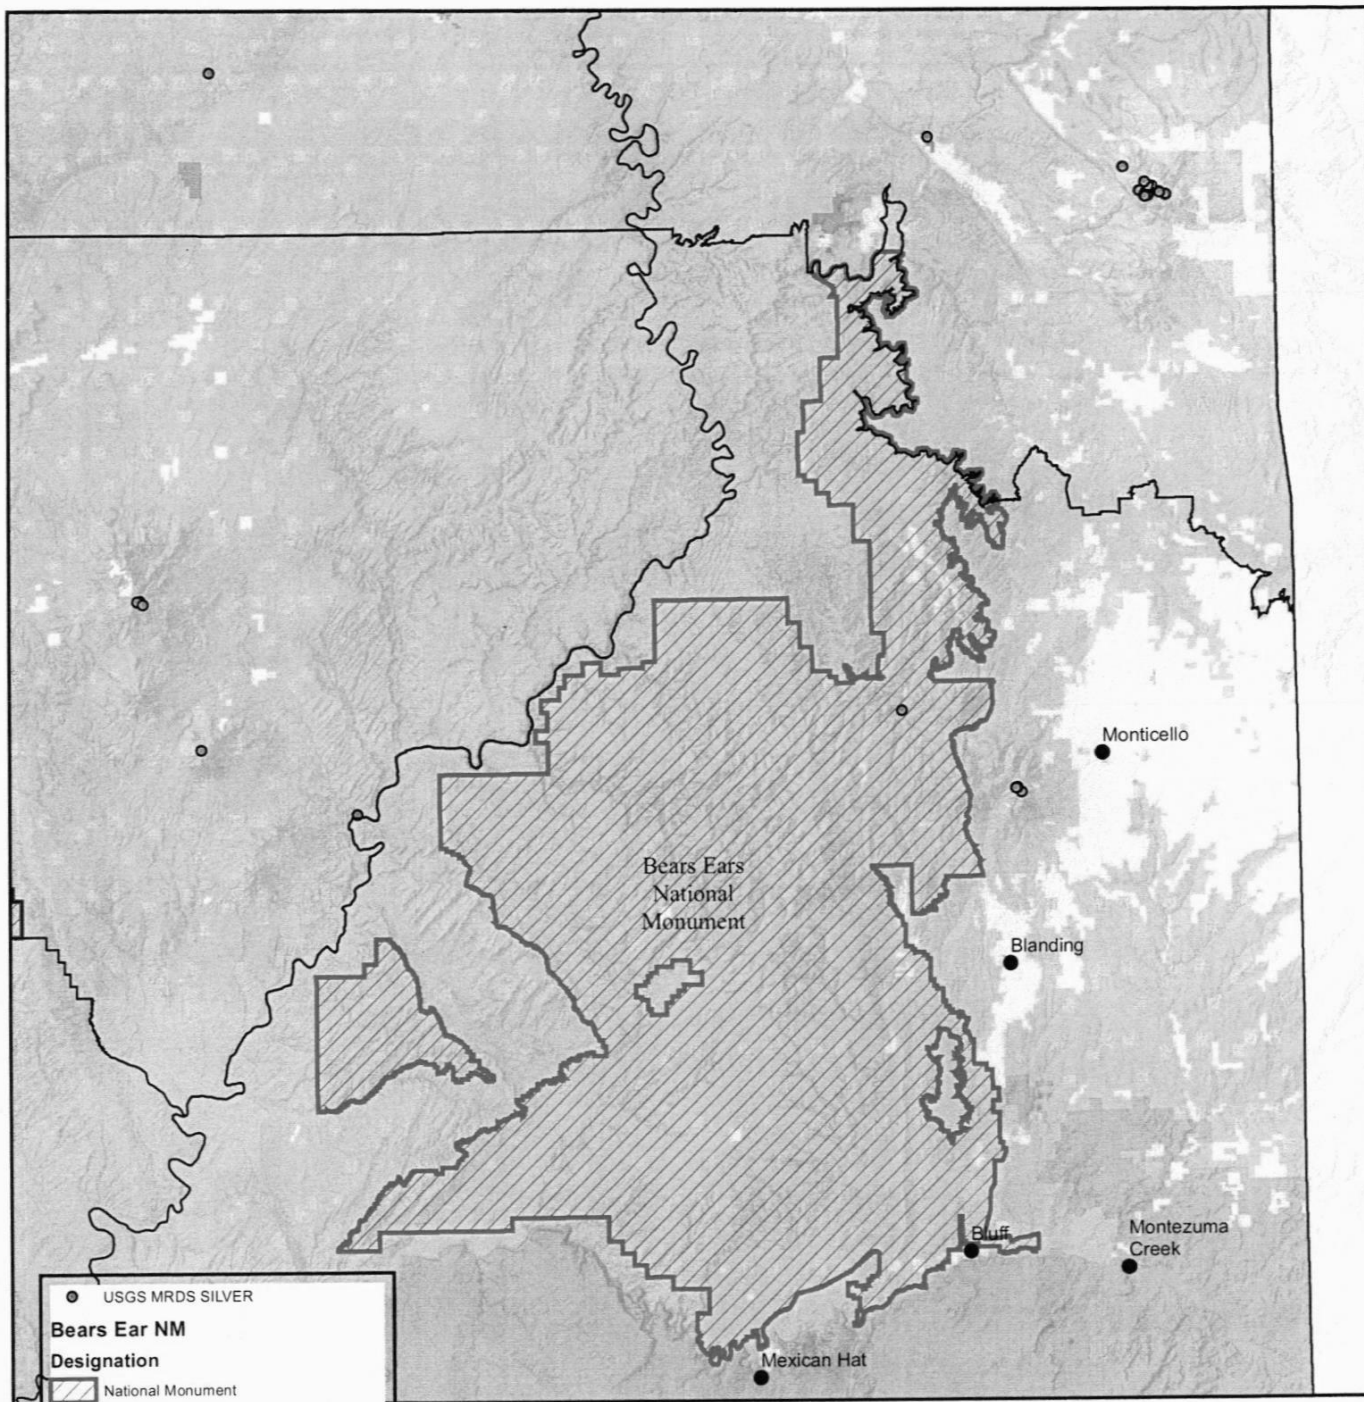 Monticello
Bears Ears
National
Monument
Blanding
Bluff
Montezuma
Creek
Mexican Hat
USGS MRDS SILVER
Bears Ear NM
Designation
National Monument